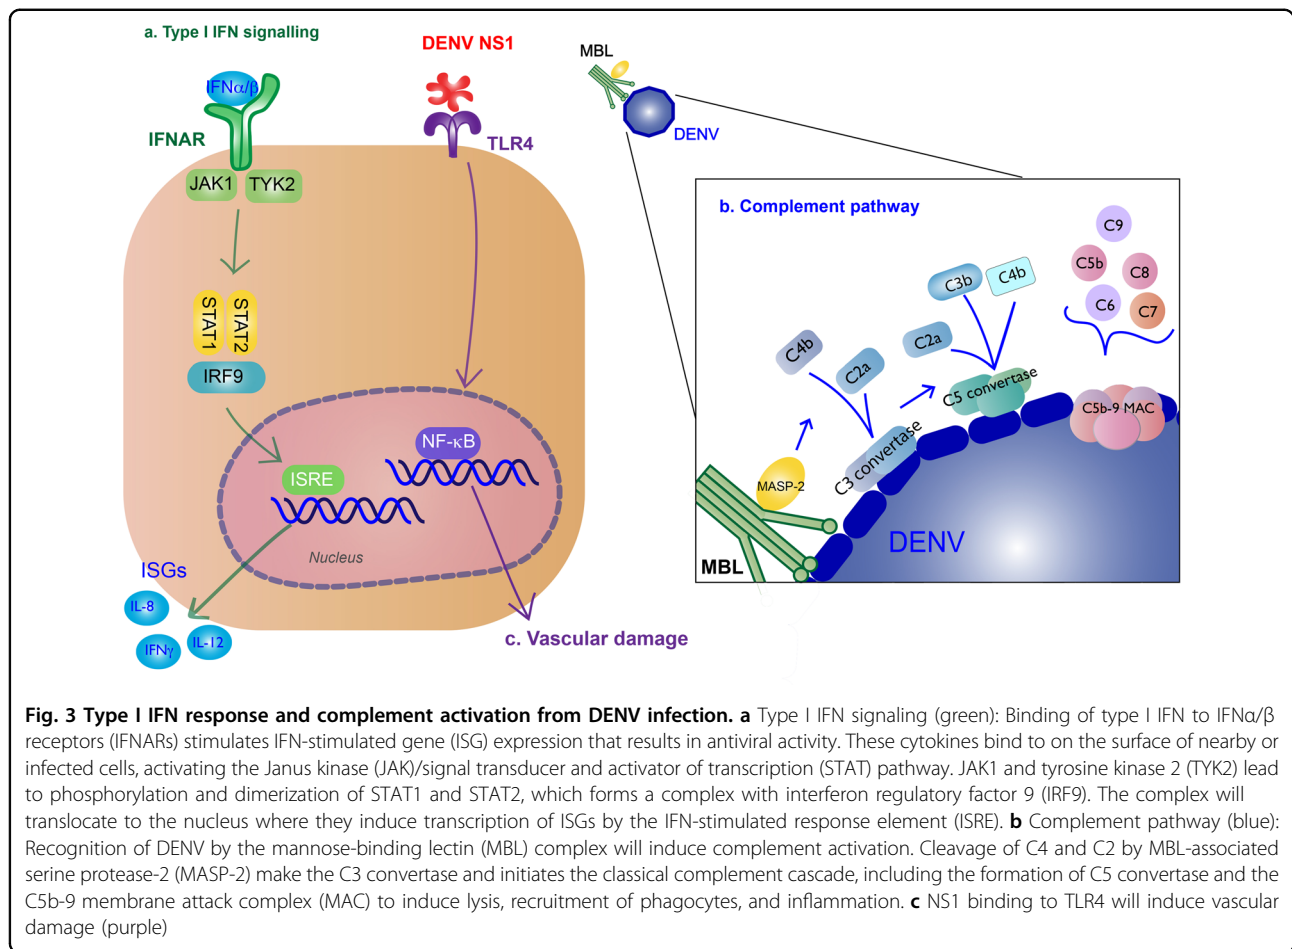 a. Type I IFN signalling
DENV NS1
MBL
IFNα/β
IFNAR
TLR4
DENV
JAK1
TYK2
b. Complement pathway
C9
C5b
C8
C3b
C4b
C6
C7
STAT1
STAT2
C4b
C2a
C2a
IRF9
C5 convertase
C5b-9 MAC
NF-κB
C3 convertase
ISRE
MASP-2
DENV
Nucleus
MBL
ISGs
IL-8
IL-12
IFNγ
c. Vascular damage
Fig. 3 Type I IFN response and complement activation from DENV infection. a Type I IFN signaling (green): Binding of type I IFN to IFNα/β
receptors (IFNARs) stimulates IFN-stimulated gene (ISG) expression that results in antiviral activity. These cytokines bind to on the surface of nearby or
infected cells, activating the Janus kinase (JAK)/signal transducer and activator of transcription (STAT) pathway. JAK1 and tyrosine kinase 2 (TYK2) lead
to phosphorylation and dimerization of STAT1 and STAT2, which forms a complex with interferon regulatory factor 9 (IRF9). The complex will
translocate to the nucleus where they induce transcription of ISGs by the IFN-stimulated response element (ISRE). b Complement pathway (blue):
Recognition of DENV by the mannose-binding lectin (MBL) complex will induce complement activation. Cleavage of C4 and C2 by MBL-associated
serine protease-2 (MASP-2) make the C3 convertase and initiates the classical complement cascade, including the formation of C5 convertase and the
C5b-9 membrane attack complex (MAC) to induce lysis, recruitment of phagocytes, and inflammation. c NS1 binding to TLR4 will induce vascular
damage (purple)